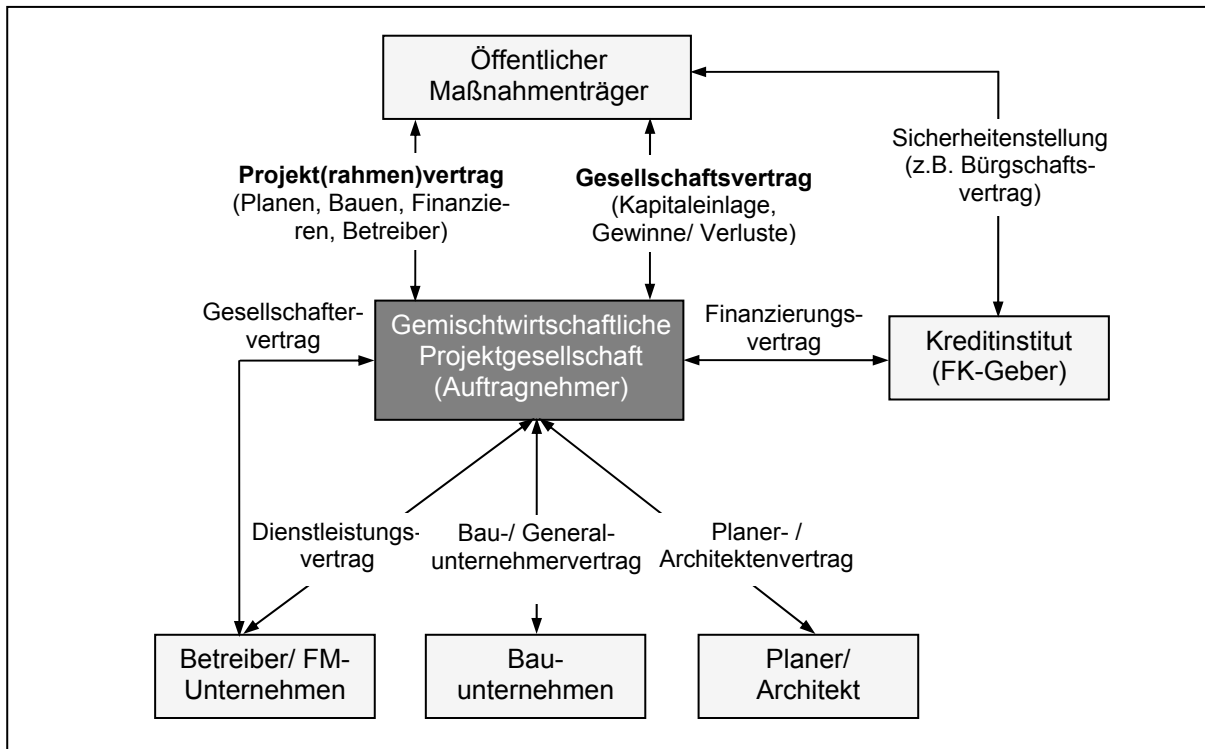 Öffentlicher
Maßnahmenträger
Sicherheitenstellung
(z.B. Bürgschafts-
vertrag)
Projekt(rahmen)vertrag
(Planen, Bauen, Finanzie-
ren, Betreiber)
Gesellschaftsvertrag
(Kapitaleinlage,
Gewinne/ Verluste)
Gesellschafter-
vertrag
Gemischtwirtschaftliche
Projektgesellschaft
(Auftragnehmer)
Finanzierungs-
vertrag
Kreditinstitut
(FK-Geber)
Dienstleistungs-
vertrag
Bau-/ General-
unternehmervertrag
Planer- /
Architektenvertrag
Betreiber/ FM-
Unternehmen
Bau-
unternehmen
Planer/
Architekt